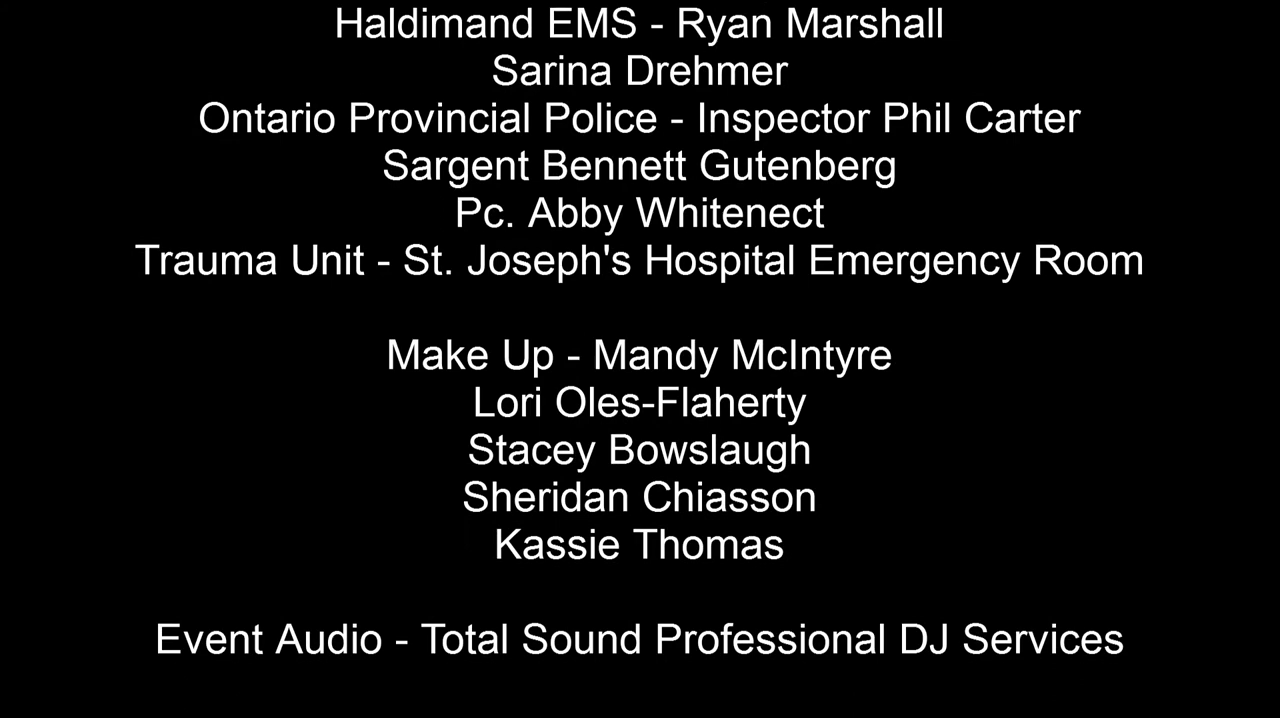 Haldimand EMS - Ryan Marshall
Sarina Drehmer
Ontario Provincial Police - Inspector Phil Carter
Sargent Bennett Gutenberg
Pc. Abby Whitenect
Trauma Unit - St. Joseph's Hospital Emergency Room
Make Up - Mandy McIntyre
Lori Oles-Flaherty
Stacey Bowslaugh
Sheridan Chiasson
Kassie Thomas
Event Audio - Total Sound Professional DJ Services